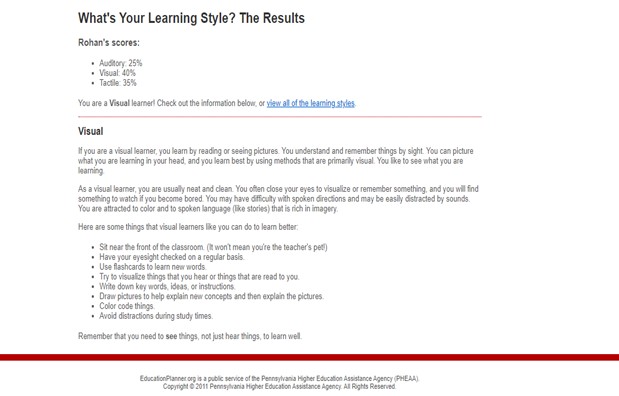 What's Your Learning Style? The Results
Rohan's scores:
• Auditory: 25%
• Visual: 40%
• Tactile: 35%
You are a Visual learner! Check out the information below, or view all of the learning styles.
Visual
If you are a visual learner, you learn by reading or seeing pictures. You understand and remember things by sight. You can picture
what you are learning in your head, and you learn best by using methods that are primarily visual. You like to see what you are
learning.
As a visual learner, you are usually neat and clean. You often close your eyes to visualize or remember something, and you will find
something to watch if you become bored. You may have difficulty with spoken directions and may be easily distracted by sounds.
You are attracted to color and to spoken language (like stories) that is rich in imagery.
Here are some things that visual learners like you can do to learn better:
• Sit near the front of the classroom. (It won't mean you're the teacher's pet!)
• Have your eyesight checked on a regular basis.
• Use flashcards to learn new words.
• Try to visualize things that you hear or things that are read to you.
• Write down key words, ideas, or instructions.
• Draw pictures to help explain new concepts and then explain the pictures.
• Color code things.
• Avoid distractions during study times.
Remember that you need to see things, not just hear things, to learn well.
EducationPlanner.org is a public service of the Pennsylvania Higher Education Assistance Agency (PHEAA).
Copyright © 2011 Pennsylvania Higher Education Assistance Agency. All Rights Reserved.